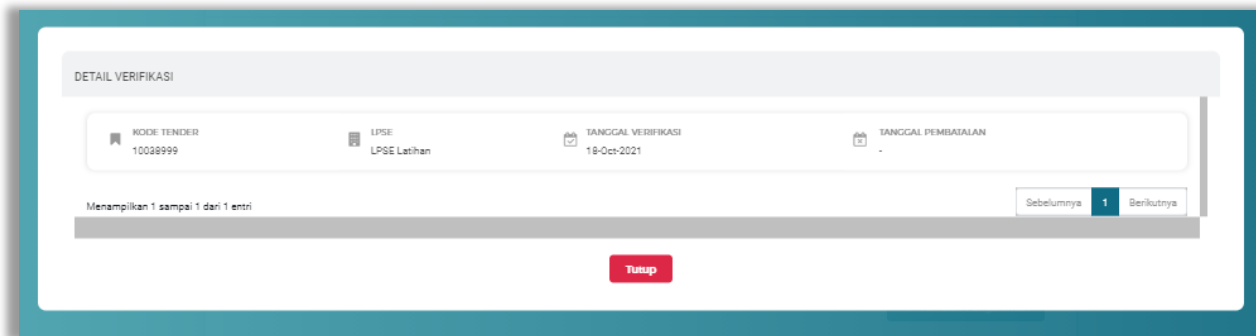 DETAIL VERIFIKASI
KODE TENDER
10038999
LPSE
LPSE Latihan
TANGGAL VERIFIKASI
18-Oct-2021
TANGGAL PEMBATALAN
-
Menampilkan 1 sampai 1 dari 1 entri
Sebelumnya 1 Berikutnya
Tutup